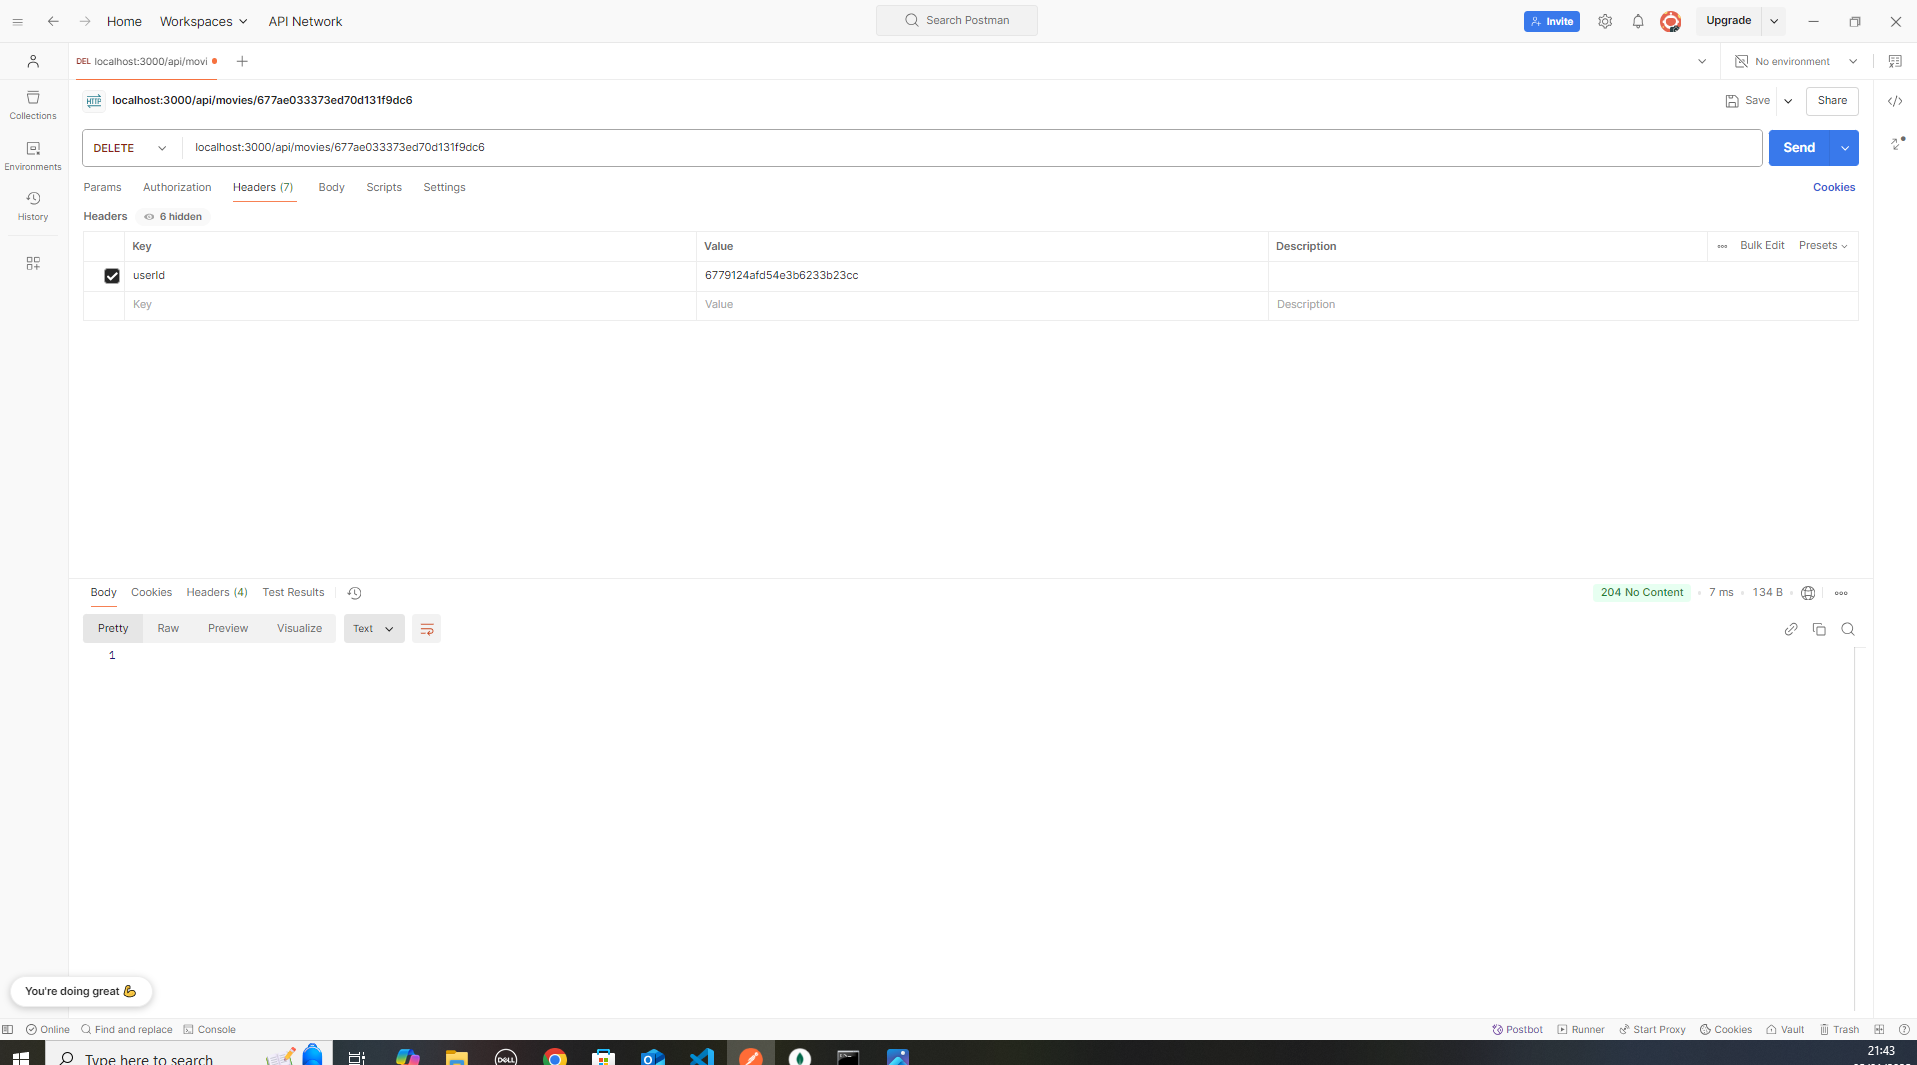 Home Workspaces API Network Search Postman Invite Upgrade
DEL localhost:3000/api/movi No environment
HTTP localhost:3000/api/movies/677ae033373ed70d131f9dc6 Save Share
Collections
DELETE localhost:3000/api/movies/677ae033373ed70d131f9dc6 Send
Environments
Params Authorization Headers (7) Body Scripts Settings Cookies
History
Headers 6 hidden
Key Value Description Bulk Edit Presets
userId 6779124afd54e3b6233b23cc
Key Value Description
Body Cookies Headers (4) Test Results 204 No Content 7 ms 134 B
Pretty Raw Preview Visualize Text
1
You're doing great
Online Find and replace Console Postbot Runner Start Proxy Cookies Vault Trash
Type here to search DELL 21:43